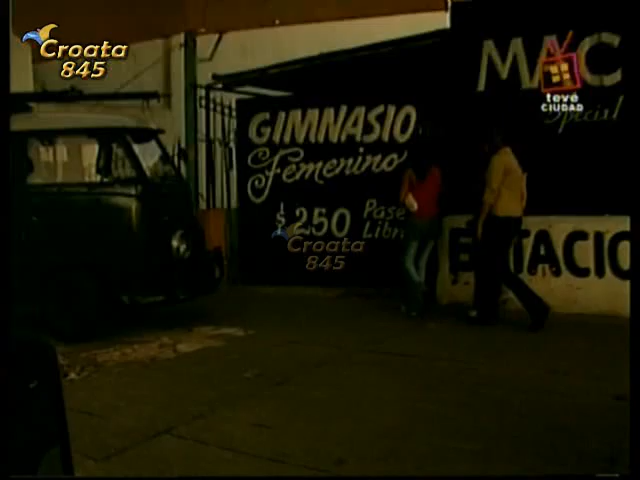 Croata
845
MAC
Special
tevé
CIUDAD
GIMNASIO
Femenino
$250 Pase
Libre
Croata
845
ESTACIO